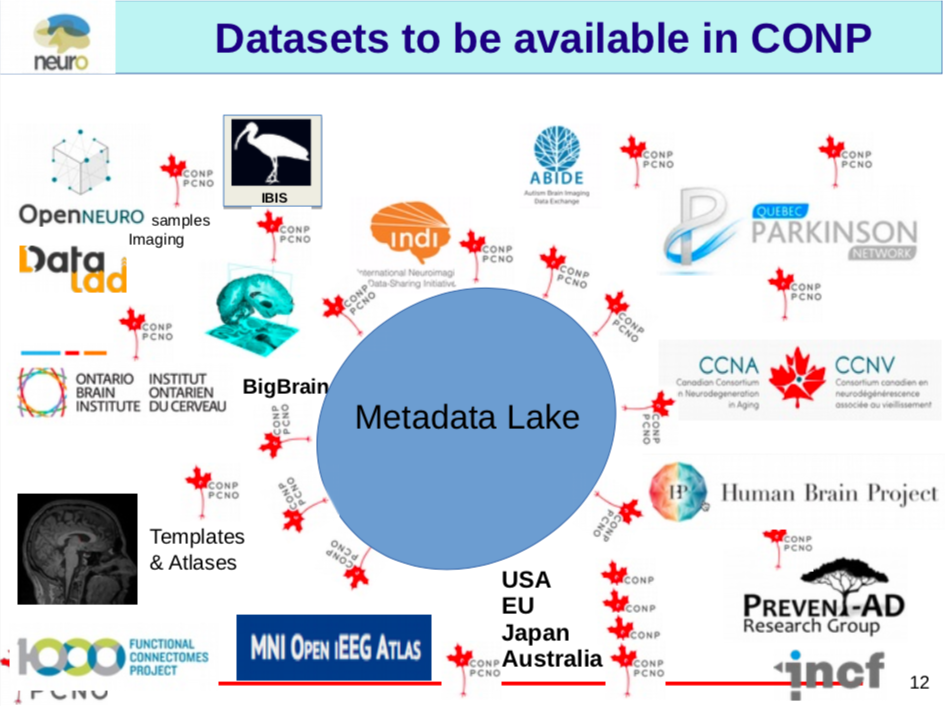 neuro
Datasets to be available in CONP
OPENNEURO samples
Imaging
Data
lad
CONP
PCNO
IBIS
CONP
PCNO
indi
International Neuroimagi
Data-Sharing Initiative
CONP
PCNO
ABIDE
Autism Brain Imaging
Data Exchange
CONP
PCNO
CONP
PCNO
QUEBEC
PARKINSON
NETWORK
CONP
PCNO
CONP
PCNO
CONP
PCNO
CONP
PCNO
CONP
PCNO
CONP
PCNO
ONTARIO
BRAIN
INSTITUTE
INSTITUT
ONTARIEN
DU CERVEAU
BigBrain
CONP
PCNO
Metadata Lake
CCNA
Canadian Consortium
n Neurodegeneration
in Aging
CCNV
Consortium canadien en
neurodégénérescence
associée au vieillissement
CONP
PCNO
CONP
PCNO
CONP
PCNO
CONP
PCNO
CONP
PCNO
HBP
Human Brain Project
CONP
PCNO
Templates
& Atlases
USA
EU
Japan
Australia
CONP
CONP
CONP
CONP
PCNO
PREVENT-AD
Research Group
1000
FUNCTIONAL
CONNECTOMES
PROJECT
PCNO
MNI OPEN iEEG ATLAS
CONP
PCNO
incf
12